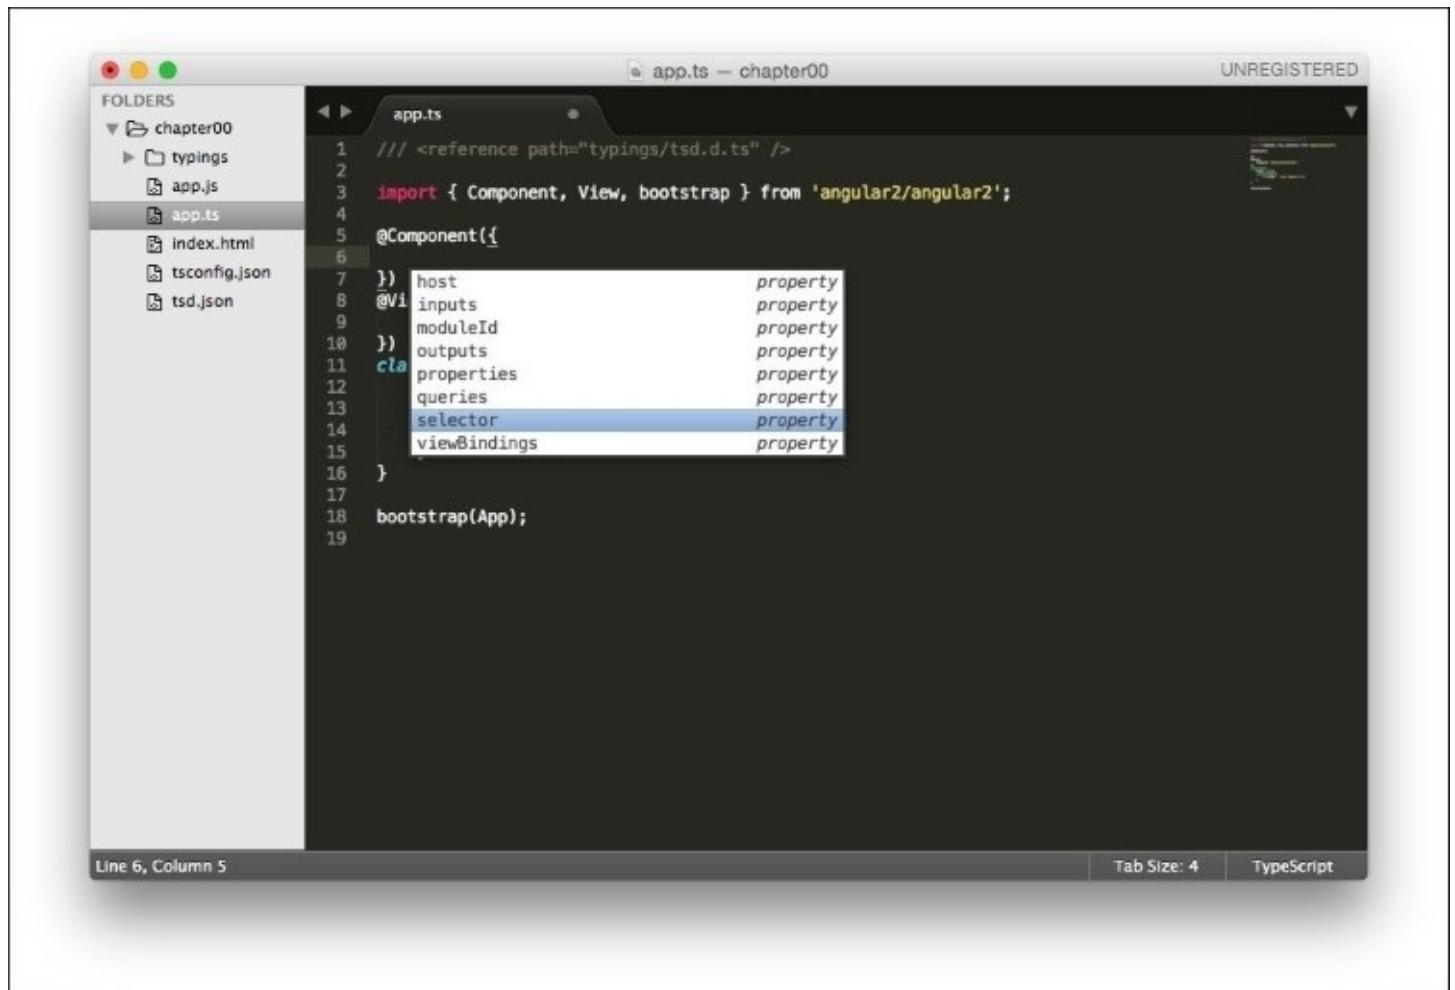 app.ts — chapter00
UNREGISTERED
FOLDERS
chapter00
typings
app.js
app.ts
index.html
tsconfig.json
tsd.json
app.ts
1 /// <reference path="typings/tsd.d.ts" />
2
3 import { Component, View, bootstrap } from 'angular2/angular2';
4
5 @Component({
6
7 })
8 @Vi
9
10 })
11 cla
12
13
14
15
16 }
17
18 bootstrap(App);
19
host property
inputs property
moduleId property
outputs property
properties property
queries property
selector property
viewBindings property
Line 6, Column 5
Tab Size: 4
TypeScript